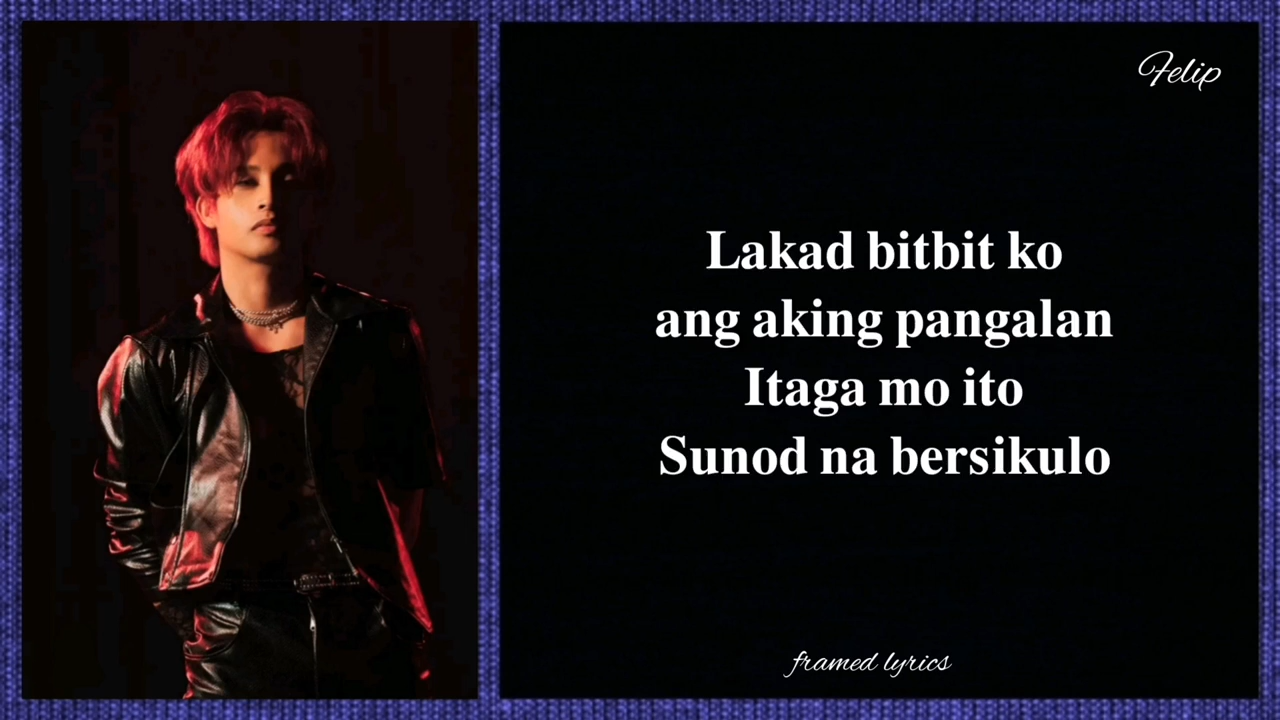 Felip
Lakad bitbit ko
ang aking pangalan
Itaga mo ito
Sunod na bersikulo
framed lyrics